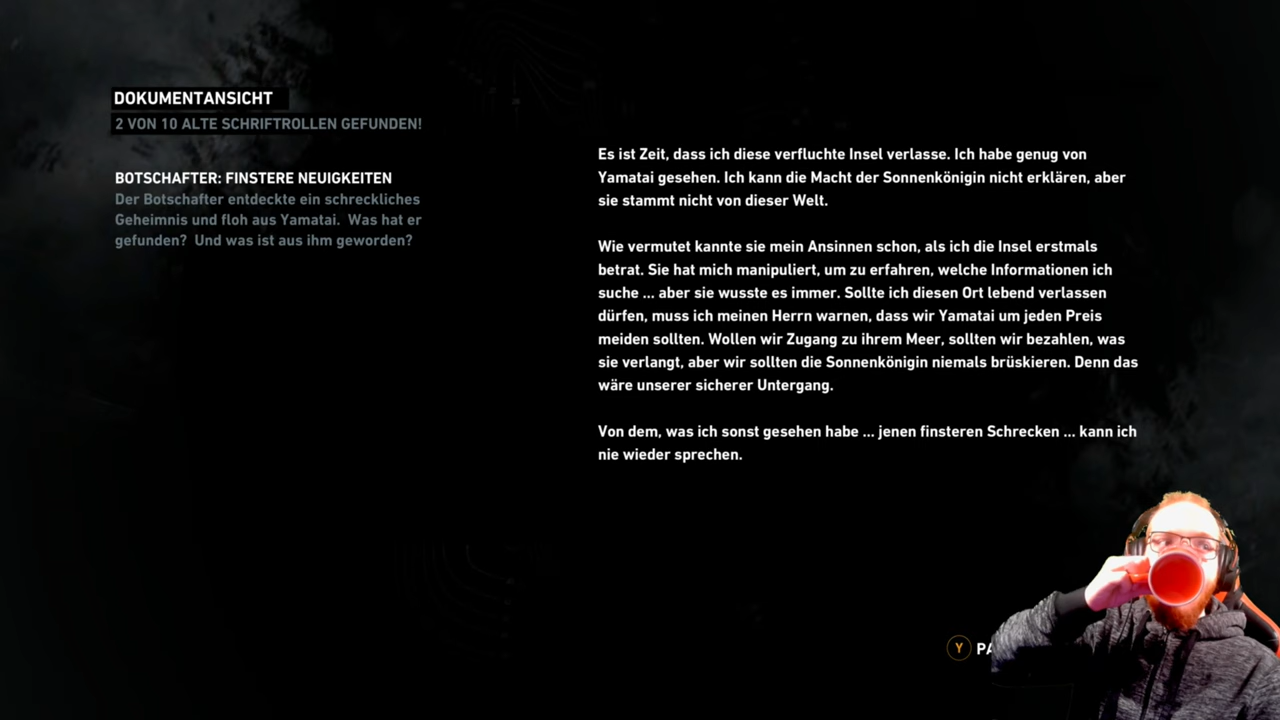 DOKUMENTANSICHT
2 VON 10 ALTE SCHRIFTROLLEN GEFUNDEN!
BOTSCHAFTER: FINSTERE NEUIGKEITEN
Der Botschafter entdeckte ein schreckliches
Geheimnis und floh aus Yamatai. Was hat er
gefunden? Und was ist aus ihm geworden?
Es ist Zeit, dass ich diese verfluchte Insel verlasse. Ich habe genug von
Yamatai gesehen. Ich kann die Macht der Sonnenkönigin nicht erklären, aber
sie stammt nicht von dieser Welt.
Wie vermutet kannte sie mein Ansinnen schon, als ich die Insel erstmals
betrat. Sie hat mich manipuliert, um zu erfahren, welche Informationen ich
suche ... aber sie wusste es immer. Sollte ich diesen Ort lebend verlassen
dürfen, muss ich meinen Herrn warnen, dass wir Yamatai um jeden Preis
meiden sollten. Wollen wir Zugang zu ihrem Meer, sollten wir bezahlen, was
sie verlangt, aber wir sollten die Sonnenkönigin niemals brüskieren. Denn das
wäre unserer sicherer Untergang.
Von dem, was ich sonst gesehen habe ... jenen finsteren Schrecken ... kann ich
nie wieder sprechen.
Y